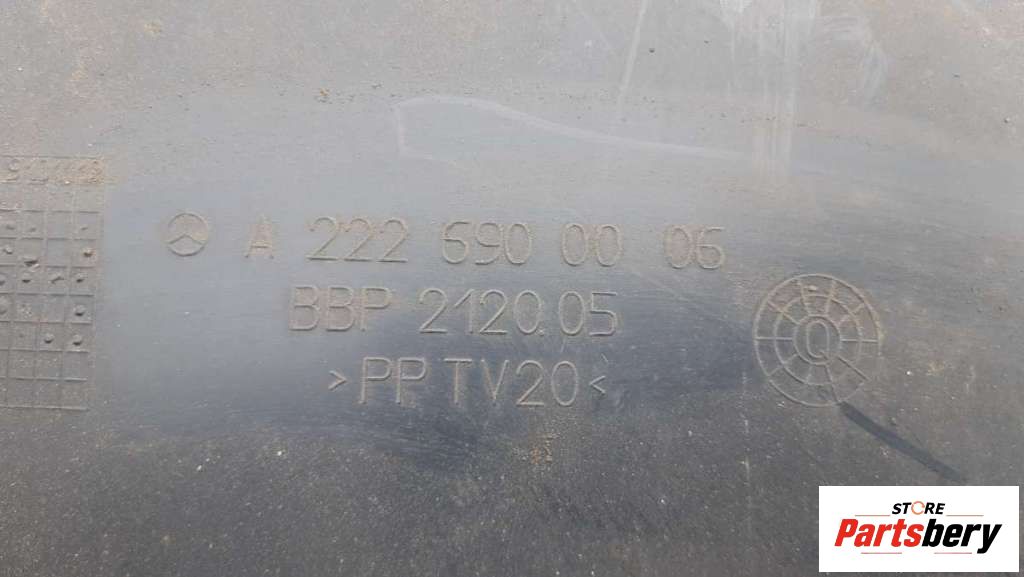 A 222 690 00 06
BBP 2120.05
>PP TV20<
Q
STORE
Partsbery